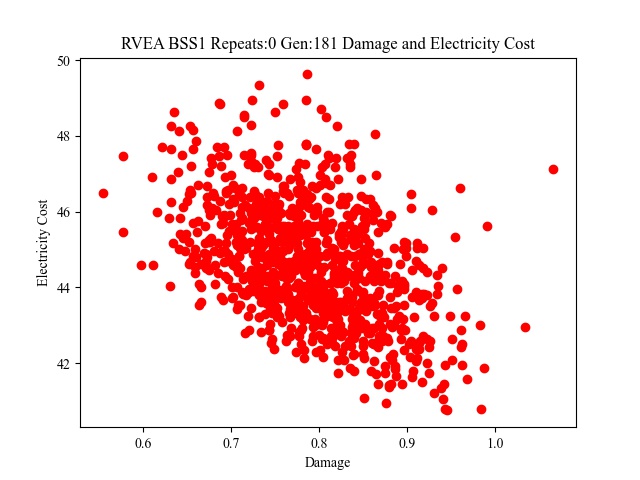 RVEA BSS1 Repeats:0 Gen:181 Damage and Electricity Cost
50
48
46
44
42
Electricity Cost
0.6 0.7 0.8 0.9 1.0
Damage